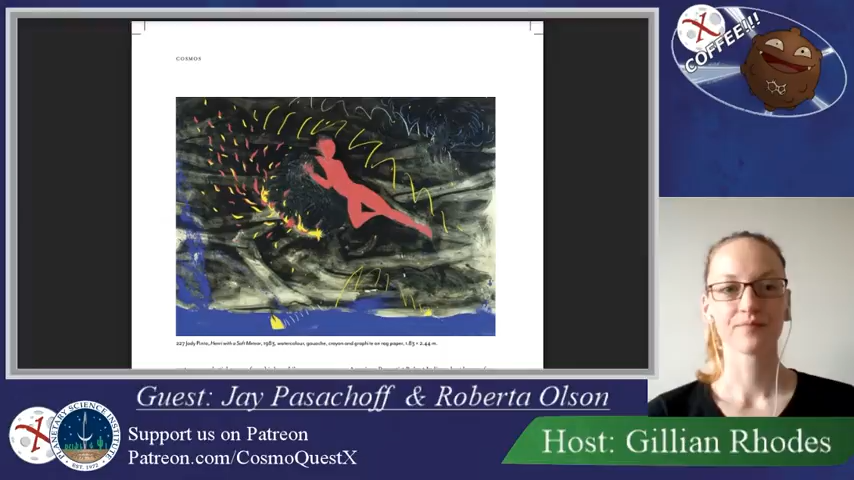 COSMOS
227 Jody Pinto, Henri with a Soft Meteor, 1983, watercolour, gouache, crayon and graphite on rag paper, 1.83 × 2.44 m.
X
COFFEE!!!
Guest: Jay Pasachoff & Roberta Olson
X
PLANETARY SCIENCE INSTITUTE
EST. 1972
Support us on Patreon
Patreon.com/CosmoQuestX
Host: Gillian Rhodes